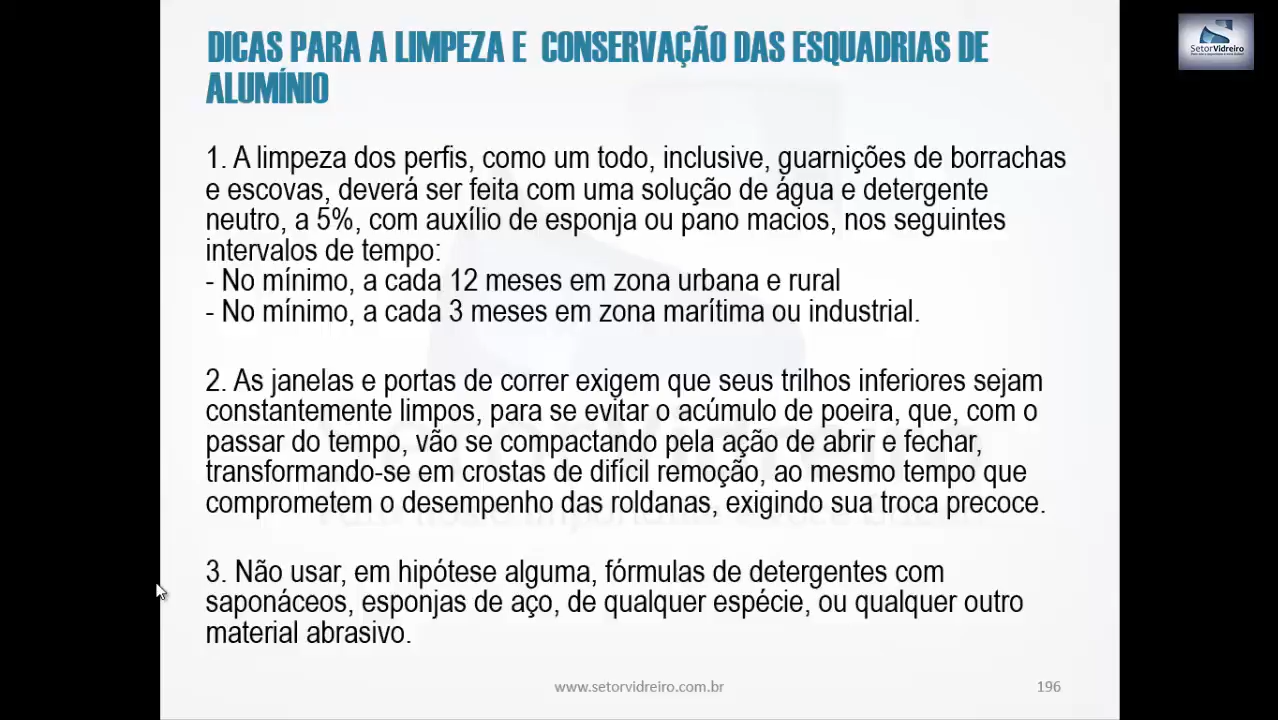 DICAS PARA A LIMPEZA E CONSERVAÇÃO DAS ESQUADRIAS DE
ALUMÍNIO
SetorVidreiro
1. A limpeza dos perfis, como um todo, inclusive, guarnições de borrachas
e escovas, deverá ser feita com uma solução de água e detergente
neutro, a 5%, com auxílio de esponja ou pano macios, nos seguintes
intervalos de tempo:
- No mínimo, a cada 12 meses em zona urbana e rural
- No mínimo, a cada 3 meses em zona marítima ou industrial.
2. As janelas e portas de correr exigem que seus trilhos inferiores sejam
constantemente limpos, para se evitar o acúmulo de poeira, que, com o
passar do tempo, vão se compactando pela ação de abrir e fechar,
transformando-se em crostas de difícil remoção, ao mesmo tempo que
comprometem o desempenho das roldanas, exigindo sua troca precoce.
3. Não usar, em hipótese alguma, fórmulas de detergentes com
saponáceos, esponjas de aço, de qualquer espécie, ou qualquer outro
material abrasivo.
www.setorvidreiro.com.br
196